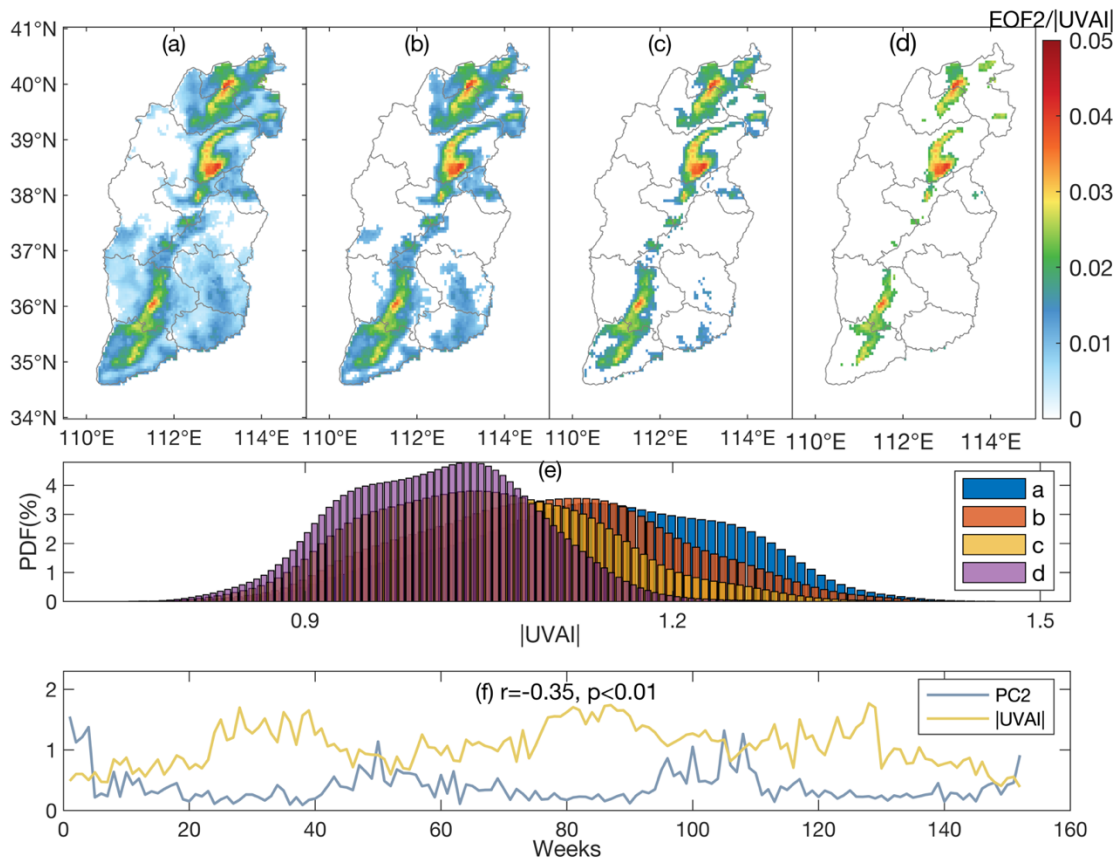 EOF2/|UVAI|
41°N
(a)
(b)
(c)
(d)
0.05
40°N
39°N
38°N
37°N
36°N
35°N
34°N
0.04
0.03
0.02
0.01
0
110°E 112°E 114°E 110°E 112°E 114°E 110°E 112°E 114°E 110°E 112°E 114°E
(e)
PDF(%)
4
3
2
1
0
a
b
c
d
0.9 1.2 1.5
|UVAI|
(f) r=-0.35, p<0.01
2
1
0
PC2
|UVAI|
0 20 40 60 80 100 120 140 160
Weeks